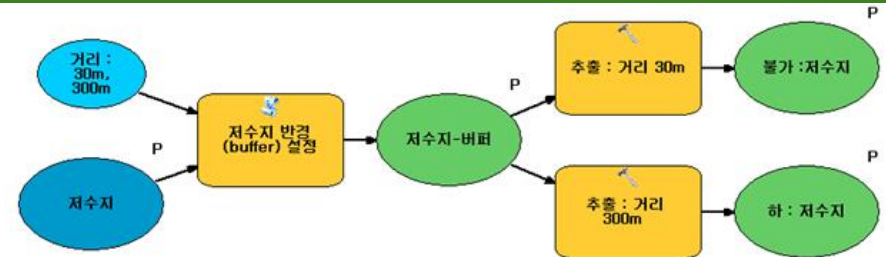 거리 :
30m,
300m
P
저수지
저수지 반경
(buffer) 설정
저수지-버퍼
P
추출 : 거리 30m
P
불가 :저수지
추출 : 거리
300m
P
하 : 저수지